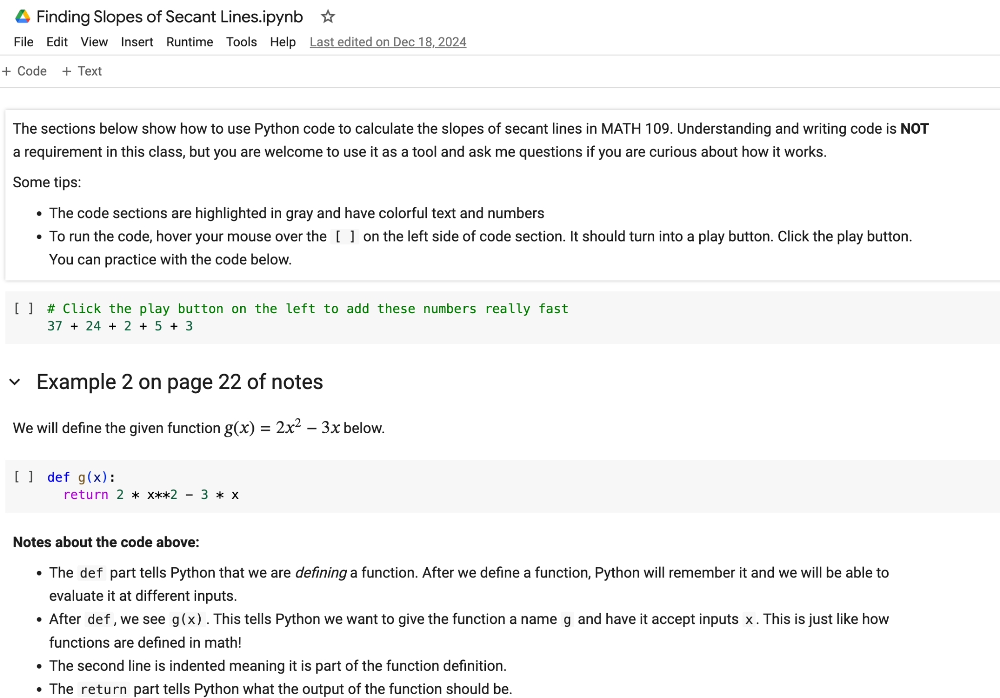 Finding Slopes of Secant Lines.ipynb
File Edit View Insert Runtime Tools Help Last edited on Dec 18, 2024
+ Code + Text
The sections below show how to use Python code to calculate the slopes of secant lines in MATH 109. Understanding and writing code is NOT
a requirement in this class, but you are welcome to use it as a tool and ask me questions if you are curious about how it works.
Some tips:
• The code sections are highlighted in gray and have colorful text and numbers
• To run the code, hover your mouse over the [ ] on the left side of code section. It should turn into a play button. Click the play button.
You can practice with the code below.
[ ] # Click the play button on the left to add these numbers really fast
37 + 24 + 2 + 5 + 3
Example 2 on page 22 of notes
We will define the given function g(x) = 2x² − 3x below.
[ ] def g(x):
return 2 * x**2 - 3 * x
Notes about the code above:
• The def part tells Python that we are defining a function. After we define a function, Python will remember it and we will be able to
evaluate it at different inputs.
• After def, we see g(x). This tells Python we want to give the function a name g and have it accept inputs x. This is just like how
functions are defined in math!
• The second line is indented meaning it is part of the function definition.
• The return part tells Python what the output of the function should be.